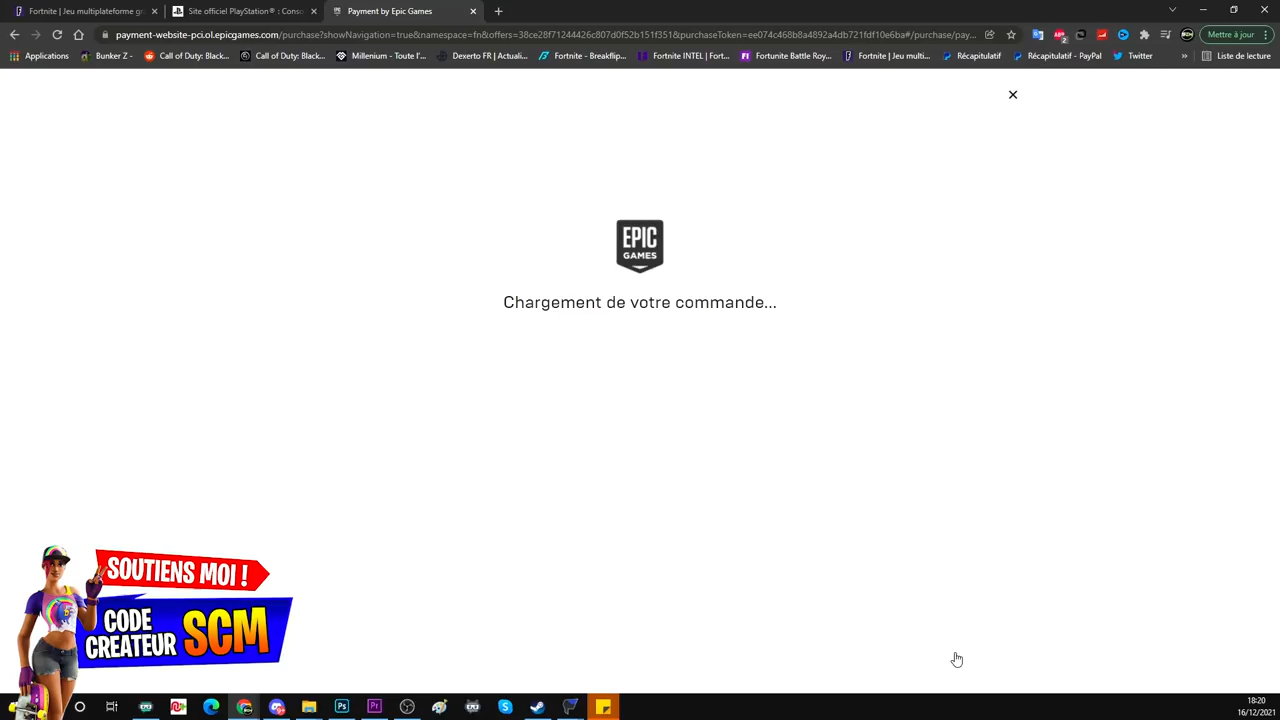 Fortnite | Jeu multiplateforme gr
Site officiel PlayStation® : Conso
Payment by Epic Games
payment-website-pci.ol.epicgames.com/purchase?showNavigation=true&namespace=fn&offers=38ce28f71244426c807d0f52b151f351&purchaseToken=ee074c468b8a4892a4db721fdf10e6ba#/purchase/pay...
Mettre à jour
Applications
Bunker Z -
Call of Duty: Black...
Call of Duty: Black...
Millenium - Toute l'...
Dexerto FR | Actuali...
Fortnite - Breakflip...
Fortnite INTEL | Fort...
Fortunite Battle Roy...
Fortnite | Jeu multi...
Récapitulatif
Récapitulatif - PayPal
Twitter
»
Liste de lecture
EPIC
GAMES
Chargement de votre commande...
SOUTIENS MOI !
CODE
CREATEUR SCM
18:20
16/12/2021